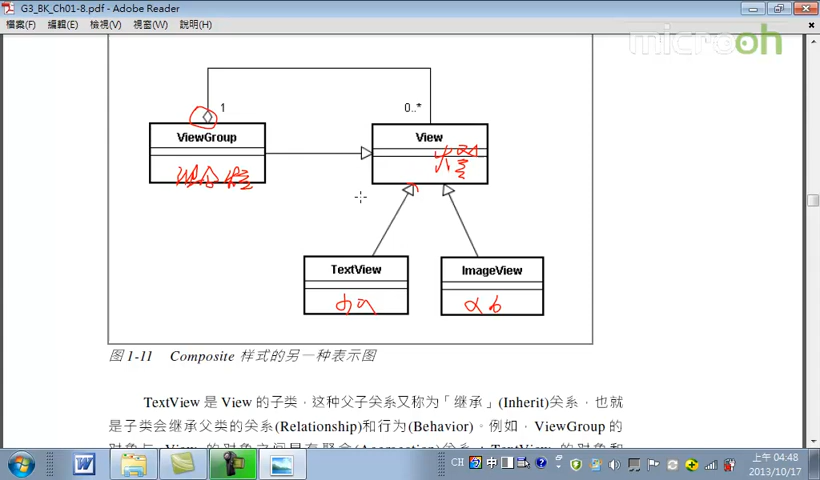 G3_BK_Ch01-8.pdf - Adobe Reader
檔案(F) 編輯(E) 檢視(V) 視窗(W) 說明(H)
microoh
1
0..*
ViewGroup
View
TextView
ImageView
图 1-11 Composite 样式的另一种表示图
TextView 是 View 的子类，这种父子关系又称为「继承」(Inherit)关系，也就
是子类会继承父类的关系(Relationship)和行为(Behavior)。例如，ViewGroup 的
CH 中
上午 04:48
2013/10/17